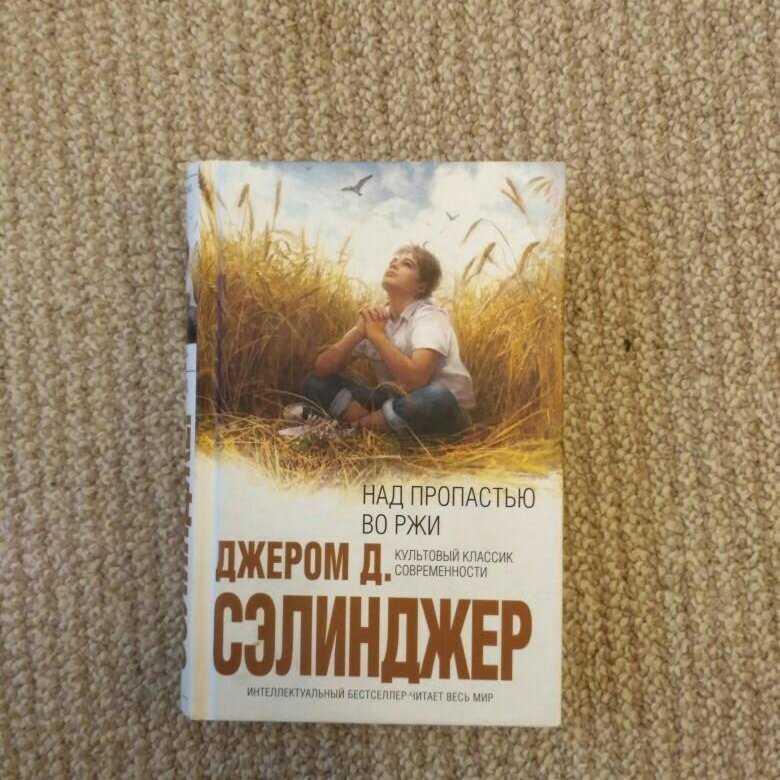 НАД ПРОПАСТЬЮ
ВО РЖИ
ДЖЕРОМ Д.
КУЛЬТОВЫЙ КЛАССИК
СОВРЕМЕННОСТИ
СЭЛИНДЖЕР
ИНТЕЛЛЕКТУАЛЬНЫЙ БЕСТСЕЛЛЕР·ЧИТАЕТ ВЕСЬ МИР